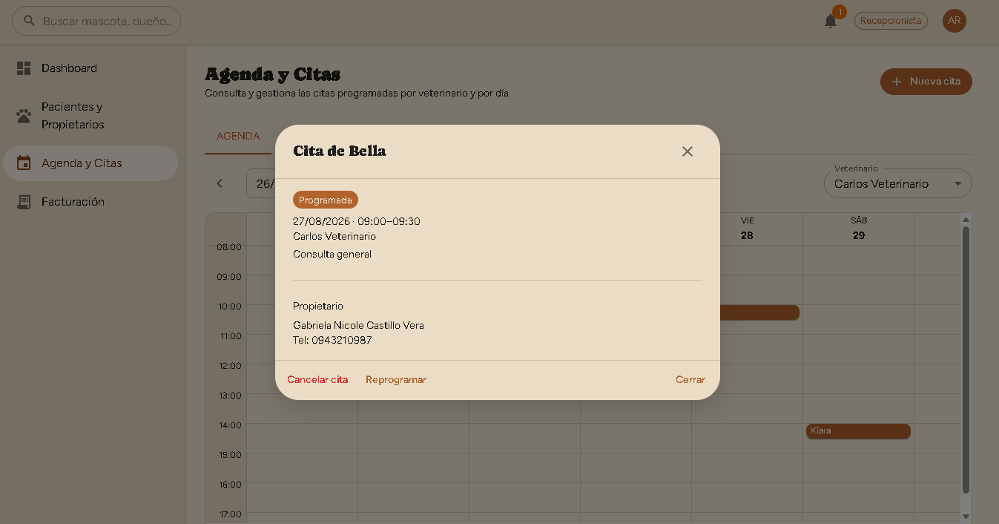 Buscar mascota, dueño..
1
Recepcionista
AR
Dashboard
Pacientes y
Propietarios
Agenda y Citas
Facturación
Agenda y Citas
Consulta y gestiona las citas programadas por veterinario y por día.
+ Nueva cita
AGENDA
26/
Veterinario
Carlos Veterinario
VIE
28
SÁB
29
08:00
09:00
10:00
11:00
12:00
13:00
14:00
15:00
16:00
17:00
Kiara
Cita de Bella
Programada
27/08/2026 · 09:00–09:30
Carlos Veterinario
Consulta general
Propietario
Gabriela Nicole Castillo Vera
Tel: 0943210987
Cancelar cita
Reprogramar
Cerrar